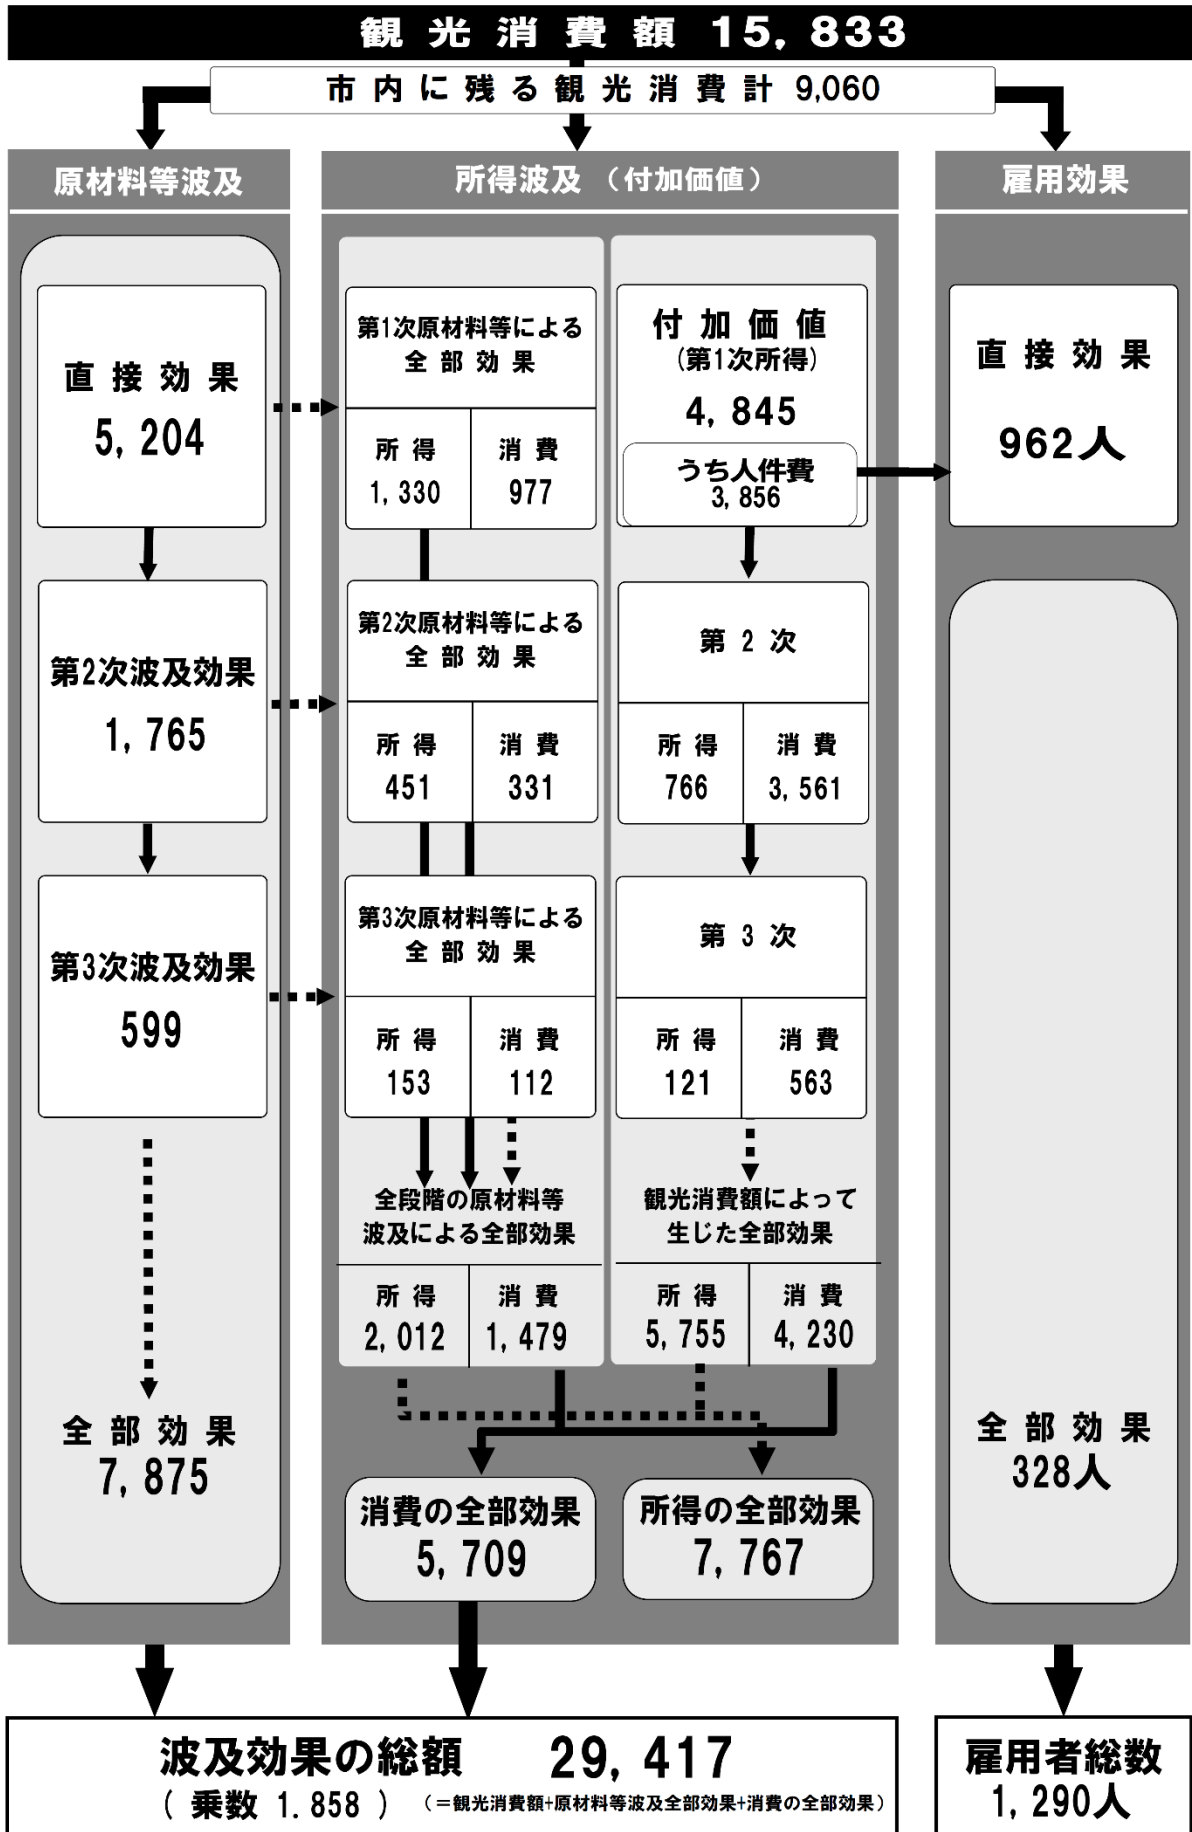 観光消費額 15,833
市内に残る観光消費計 9,060
原材料等波及
直接効果
5,204
第2次波及効果
1,765
第3次波及効果
599
全部効果
7,875
所得波及（付加価値）
第1次原材料等による
全部効果
所得 消費
1,330 977
第2次原材料等による
全部効果
所得 消費
451 331
第3次原材料等による
全部効果
所得 消費
153 112
全段階の原材料等
波及による全部効果
所得 消費
2,012 1,479
付加価値
(第1次所得)
4,845
うち人件費
3,856
第2次
所得 消費
766 3,561
第3次
所得 消費
121 563
観光消費額によって
生じた全部効果
所得 消費
5,755 4,230
消費の全部効果
5,709
所得の全部効果
7,767
雇用効果
直接効果
962人
全部効果
328人
波及効果の総額 29,417
(乗数 1.858) (=観光消費額+原材料等波及全部効果+消費の全部効果)
雇用者総数
1,290人